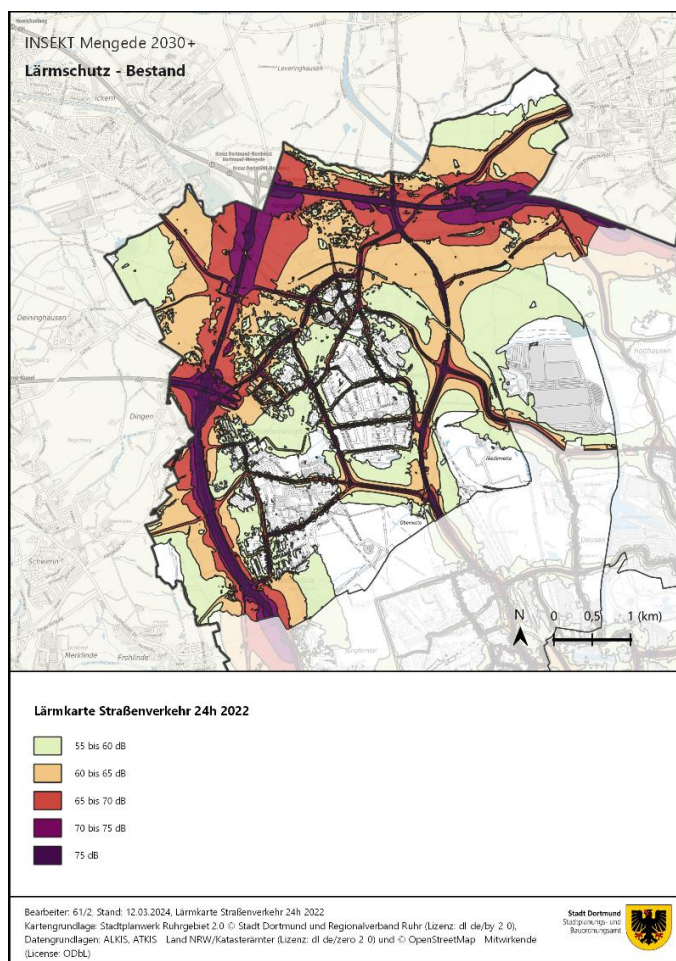 INSEKT Mengede 2030+
Lärmschutz - Bestand
Leveringhausen
Ickern
Deininghausen
Dingen
Holthausen
Schwerin
Merklinde
Frohlinde
Deusen
N
0 0,5 1 (km)
Lärmkarte Straßenverkehr 24h 2022
55 bis 60 dB
60 bis 65 dB
65 bis 70 dB
70 bis 75 dB
75 dB
Bearbeiter: 61/2, Stand: 12.03.2024, Lärmkarte Straßenverkehr 24h 2022
Kartengrundlage: Stadtplanwerk Ruhrgebiet 2.0 © Stadt Dortmund und Regionalverband Ruhr (Lizenz: dl de/by 2 0),
Datengrundlagen: ALKIS, ATKIS Land NRW/Katasterämter (Lizenz: dl de/zero 2 0) und © OpenStreetMap Mitwirkende
(License: ODbL)
Stadt Dortmund
Stadtplanungs- und
Bauordnungsamt